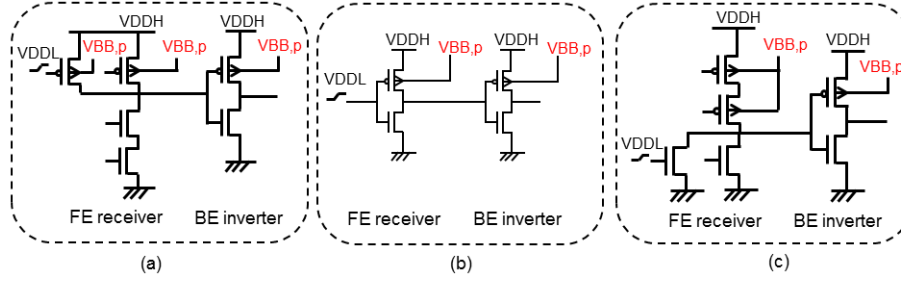 VDDH VDDH
VDDL VBB,p VBB,p VBB,p
FE receiver BE inverter
(a)
VDDH VDDH
VBB,p VBB,p
VDDL
FE receiver BE inverter
(b)
VDDH
VDDH
VBB,p
VBB,p
VDDL
FE receiver BE inverter
(c)